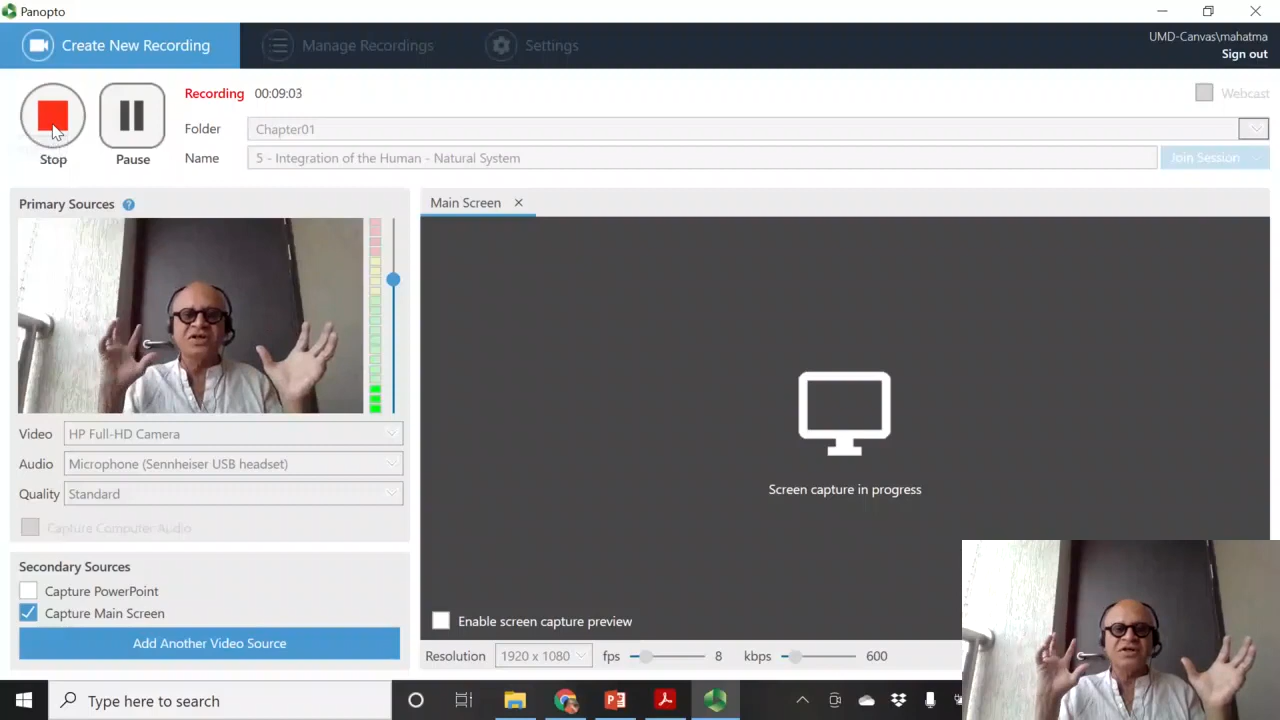 Panopto
Create New Recording
Manage Recordings
Settings
UMD-Canvas\mahatma
Sign out
Recording 00:09:03
Webcast
Folder Chapter01
Stop Pause Name 5 - Integration of the Human - Natural System Join Session
Primary Sources ?
Main Screen
Video HP Full-HD Camera
Audio Microphone (Sennheiser USB headset)
Quality Standard
Capture Computer Audio
Screen capture in progress
Secondary Sources
Capture PowerPoint
Capture Main Screen
Add Another Video Source
Enable screen capture preview
Resolution 1920 x 1080 fps 8 kbps 600
Type here to search